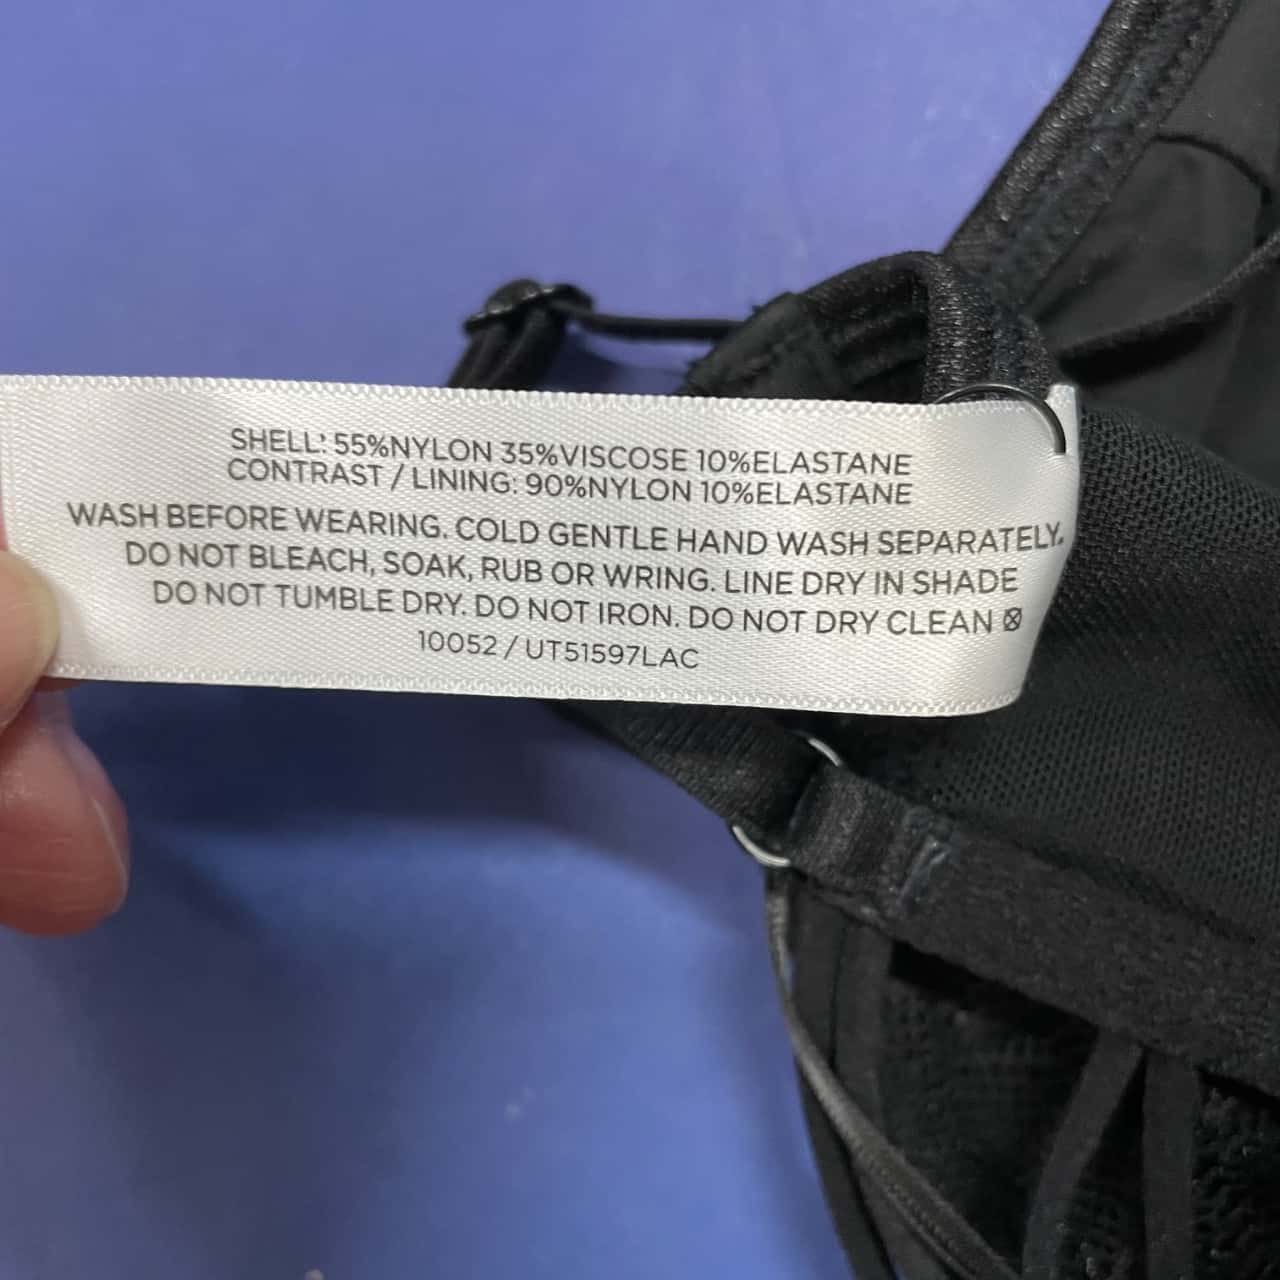 SHELL: 55%NYLON 35%VISCOSE 10%ELASTANE
CONTRAST / LINING: 90%NYLON 10%ELASTANE
WASH BEFORE WEARING. COLD GENTLE HAND WASH SEPARATELY.
DO NOT BLEACH, SOAK, RUB OR WRING. LINE DRY IN SHADE
DO NOT TUMBLE DRY. DO NOT IRON. DO NOT DRY CLEAN
10052 / UT51597LAC